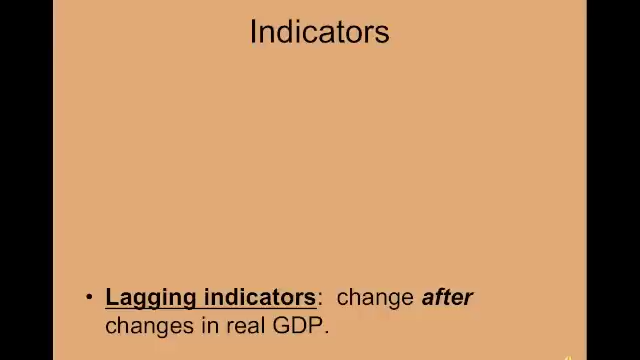 Indicators
• Lagging indicators: change after
changes in real GDP.